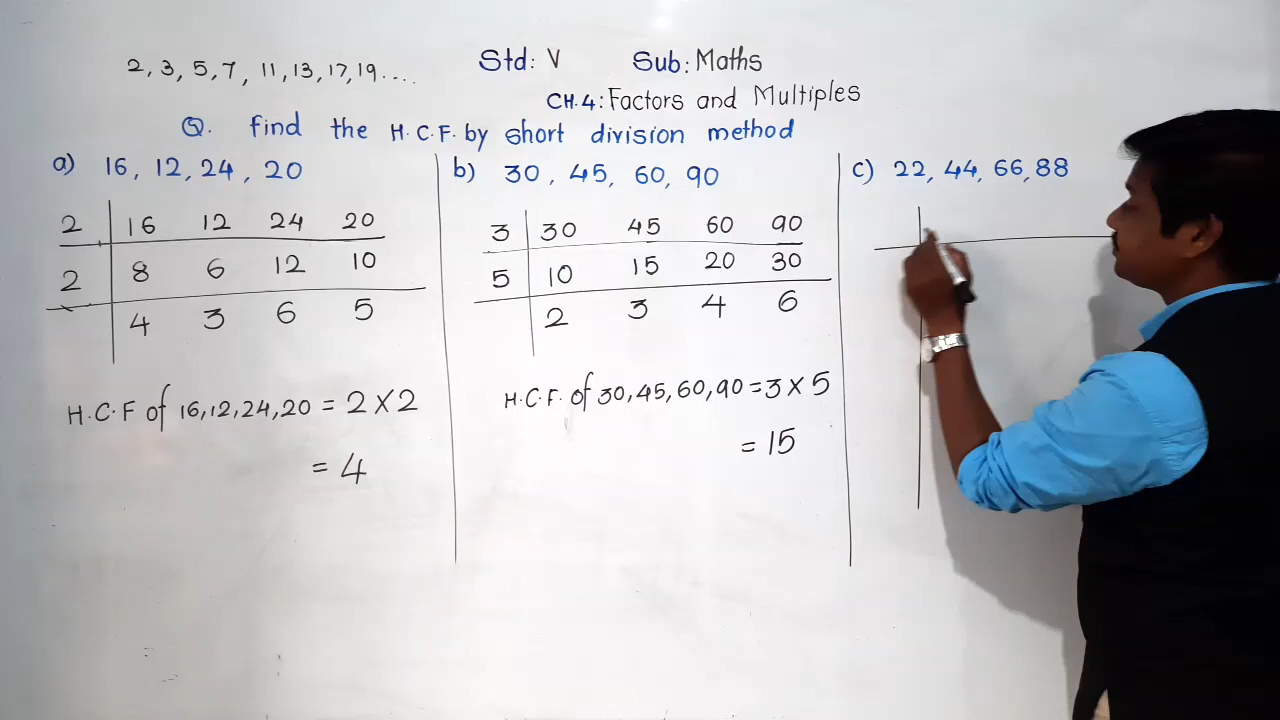 2, 3, 5, 7, 11, 13, 17, 19....
Std: V Sub: Maths
CH.4: Factors and Multiples
Q. find the H.C.F. by short division method
a) 16, 12, 24, 20
2 16 12 24 20
2 8 6 12 10
4 3 6 5
H.C.F of 16,12,24,20 = 2 X 2
= 4
b) 30, 45, 60, 90
3 30 45 60 90
5 10 15 20 30
2 3 4 6
H.C.F. of 30,45,60,90 = 3 X 5
= 15
c) 22, 44, 66, 88